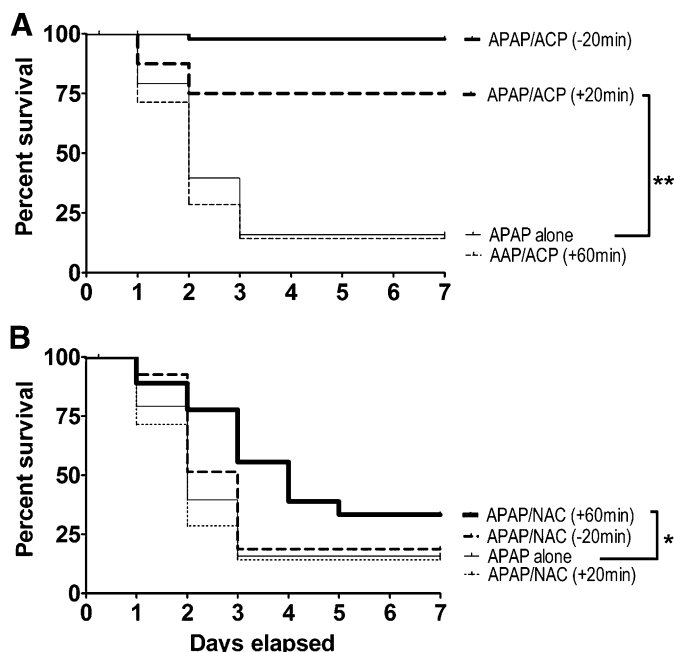 A
Percent survival
100
75
50
25
0
0 1 2 3 4 5 6 7
APAP/ACP (-20min)
APAP/ACP (+20min)
**
APAP alone
AAP/ACP (+60min)
B
Percent survival
100
75
50
25
0
0 1 2 3 4 5 6 7
Days elapsed
APAP/NAC (+60min)
APAP/NAC (-20min)
*
APAP alone
APAP/NAC (+20min)